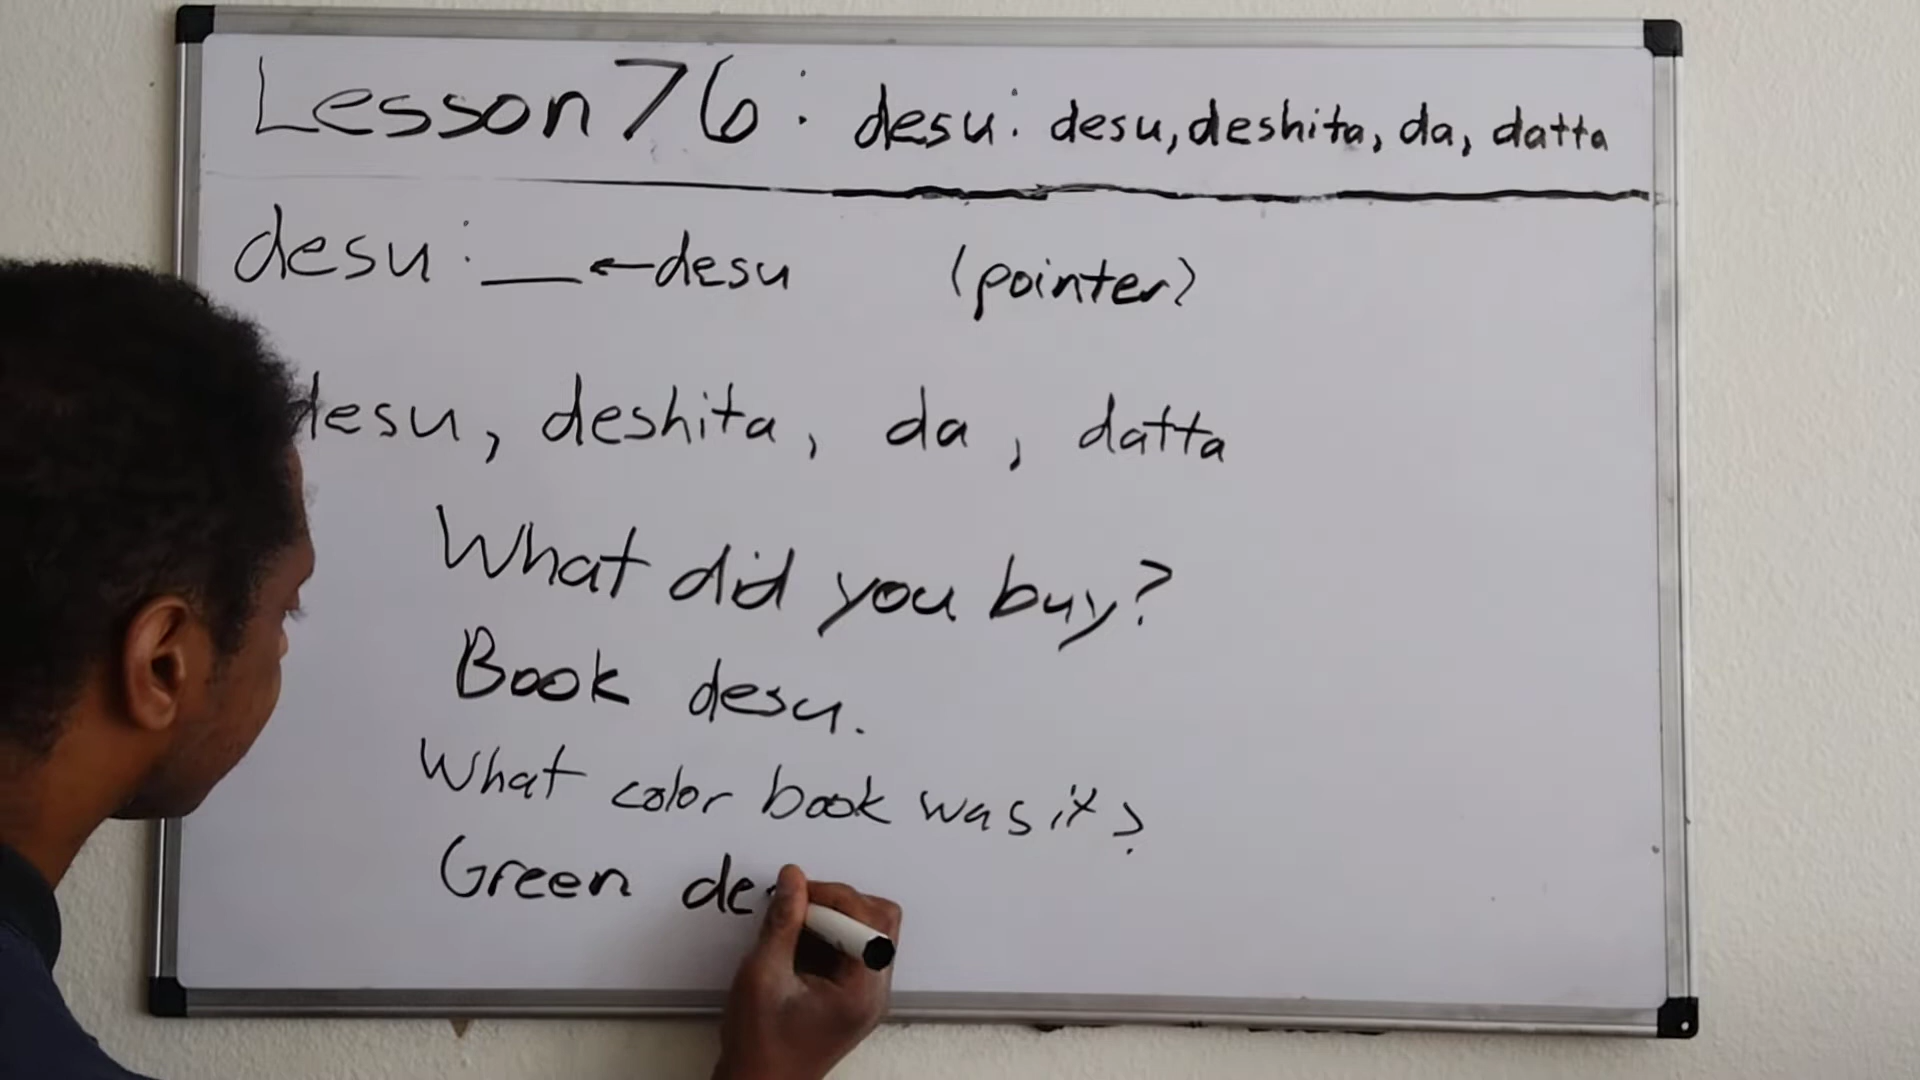 Lesson 76: desu: desu, deshita, da, datta
desu: __ ←desu (pointer)
desu, deshita, da, datta
What did you buy?
Book desu.
What color book was it?
Green de